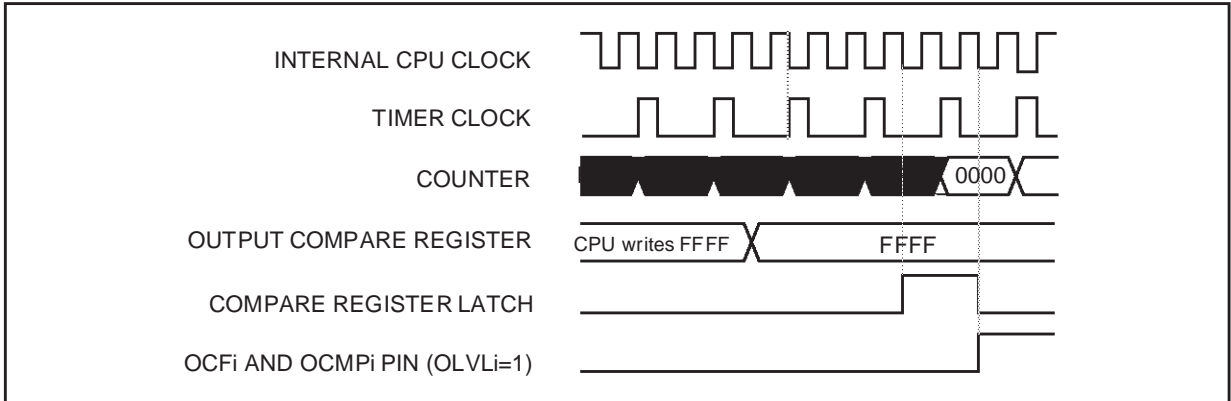 INTERNAL CPU CLOCK
TIMER CLOCK
COUNTER
0000
OUTPUT COMPARE REGISTER
CPU writes FFFF
FFFF
COMPARE REGISTER LATCH
OCFi AND OCMPi PIN (OLVLi=1)